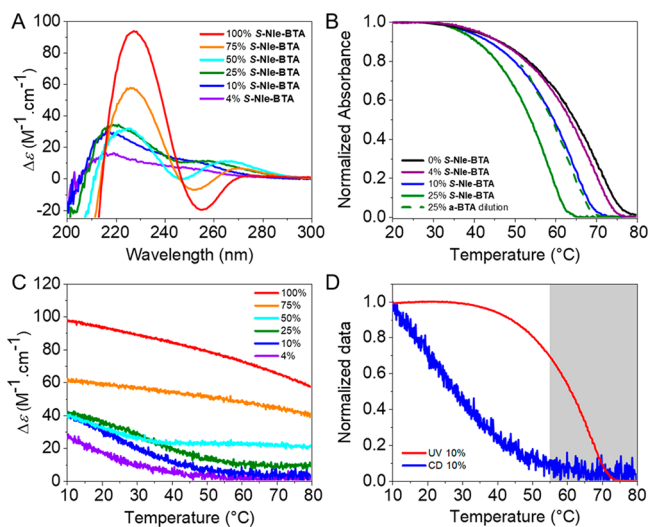 A
100% S-Nle-BTA
75% S-Nle-BTA
50% S-Nle-BTA
25% S-Nle-BTA
10% S-Nle-BTA
4% S-Nle-BTA
100
80
60
40
20
0
-20
Δε (M⁻¹.cm⁻¹)
200 220 240 260 280 300
Wavelength (nm)
B
1.0
0.8
0.6
0.4
0.2
0.0
Normalized Absorbance
0% S-Nle-BTA
4% S-Nle-BTA
10% S-Nle-BTA
25% S-Nle-BTA
25% a-BTA dilution
20 30 40 50 60 70 80
Temperature (°C)
C
120
100
80
60
40
20
0
Δε (M⁻¹.cm⁻¹)
100%
75%
50%
25%
10%
4%
10 20 30 40 50 60 70 80
Temperature (°C)
D
1.0
0.8
0.6
0.4
0.2
0.0
Normalized data
UV 10%
CD 10%
10 20 30 40 50 60 70 80
Temperature (°C)